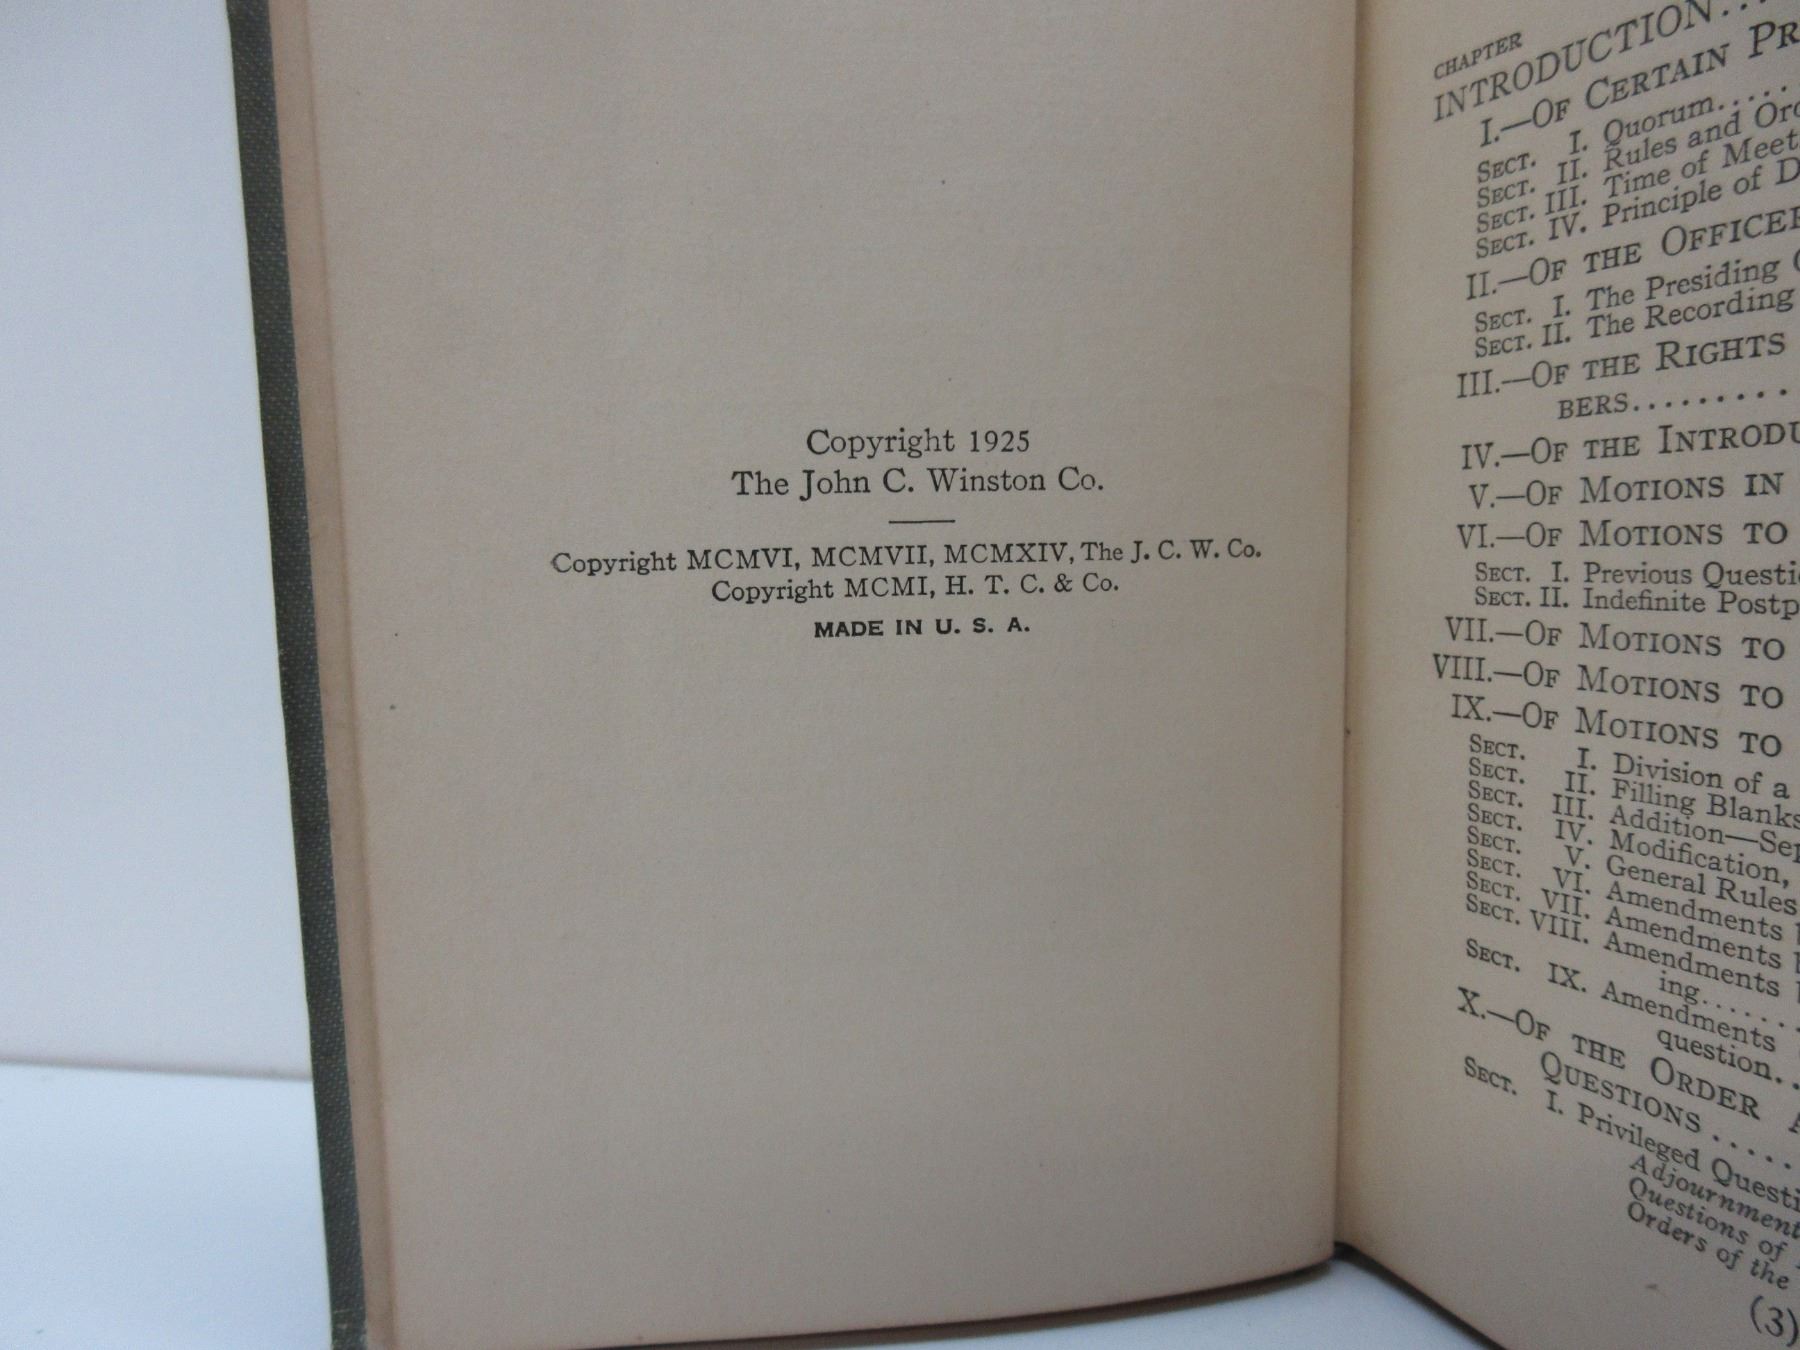 Copyright 1925
The John C. Winston Co.
Copyright MCMVI, MCMVII, MCMXIV, The J. C. W. Co.
Copyright MCMI, H. T. C. & Co.
MADE IN U. S. A.
CHAPTER
INTRODUCTION...
I.—OF CERTAIN
SECT. I. Quorum.....
SECT. II. Rules and
SECT. III. Time of
SECT. IV. Principle of
II.—OF THE
SECT. I. The Presiding
SECT. II. The Recording
III.—OF THE RIGHTS
BERS.........
IV.—OF THE
V.—OF MOTIONS IN
VI.—OF MOTIONS TO
SECT. I. Previous
SECT. II. Indefinite
VII.—OF MOTIONS TO
VIII.—OF MOTIONS TO
IX.—OF MOTIONS TO
SECT. I. Division of a
SECT. II. Filling Blanks
SECT. III. Addition—
SECT. IV. Modification,
SECT. V. General Rules
SECT. VI. Amendments
SECT. VII. Amendments
SECT. VIII. Amendments
ing......
SECT. IX. Amendments
question..
X.—OF THE ORDER
QUESTIONS.....
SECT. I. Privileged
Adjournment
Questions of
Orders of the
(3)